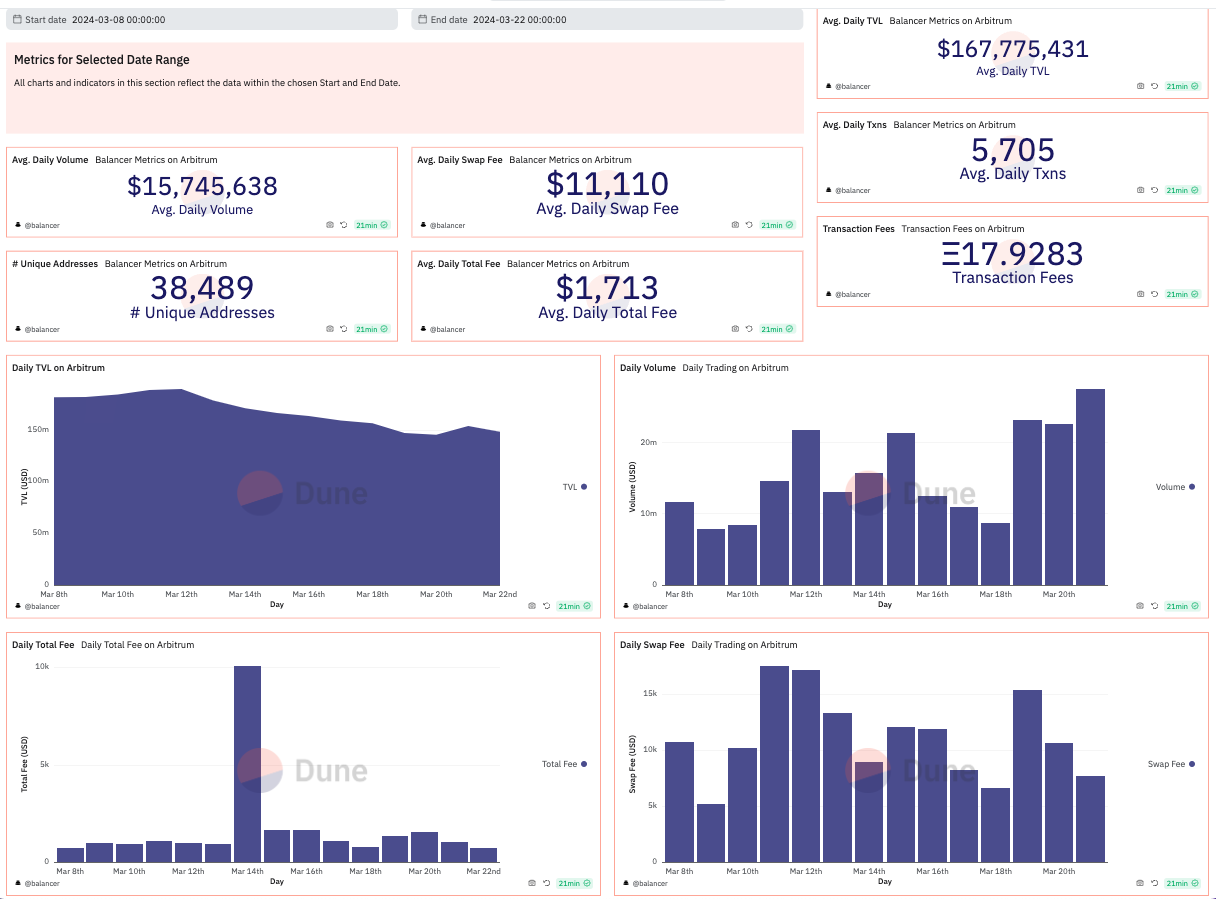 Start date 2024-03-08 00:00:00
End date 2024-03-22 00:00:00
Metrics for Selected Date Range
All charts and indicators in this section reflect the data within the chosen Start and End Date.
Avg. Daily TVL Balancer Metrics on Arbitrum
$167,775,431
Avg. Daily TVL
@balancer
21min
Avg. Daily Txns Balancer Metrics on Arbitrum
5,705
Avg. Daily Txns
@balancer
21min
Avg. Daily Volume Balancer Metrics on Arbitrum
$15,745,638
Avg. Daily Volume
@balancer
21min
Avg. Daily Swap Fee Balancer Metrics on Arbitrum
$11,110
Avg. Daily Swap Fee
@balancer
21min
Transaction Fees Transaction Fees on Arbitrum
Ξ17.9283
Transaction Fees
@balancer
21min
# Unique Addresses Balancer Metrics on Arbitrum
38,489
# Unique Addresses
@balancer
21min
Avg. Daily Total Fee Balancer Metrics on Arbitrum
$1,713
Avg. Daily Total Fee
@balancer
21min
Daily TVL on Arbitrum
TVL (USD)
150m
100m
50m
0
Dune
TVL
Mar 8th Mar 10th Mar 12th Mar 14th Mar 16th Mar 18th Mar 20th Mar 22nd
Day
@balancer
21min
Daily Volume Daily Trading on Arbitrum
Volume (USD)
20m
10m
0
Dune
Volume
Mar 8th Mar 10th Mar 12th Mar 14th Mar 16th Mar 18th Mar 20th
Day
@balancer
21min
Daily Total Fee Daily Total Fee on Arbitrum
Total Fee (USD)
10k
5k
0
Dune
Total Fee
Mar 8th Mar 10th Mar 12th Mar 14th Mar 16th Mar 18th Mar 20th Mar 22nd
Day
@balancer
21min
Daily Swap Fee Daily Trading on Arbitrum
Swap Fee (USD)
15k
10k
5k
0
Dune
Swap Fee
Mar 8th Mar 10th Mar 12th Mar 14th Mar 16th Mar 18th Mar 20th
Day
@balancer
21min